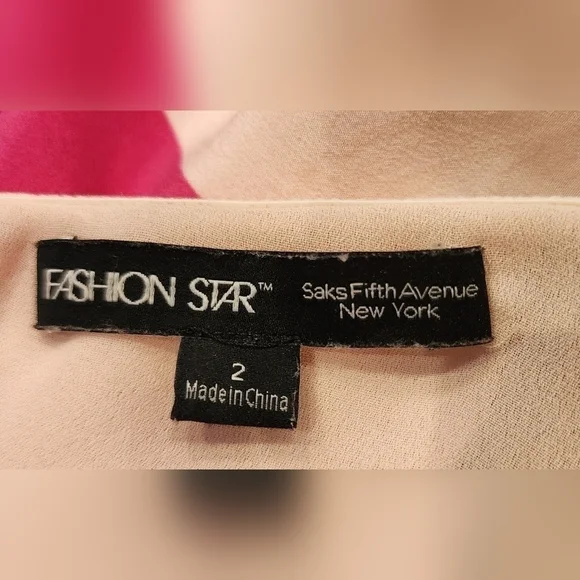 FASHION STAR™
Saks Fifth Avenue
New York
2
Made in China